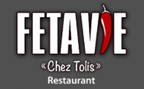 FETAVIE
«Chez Tolis»
Restaurant